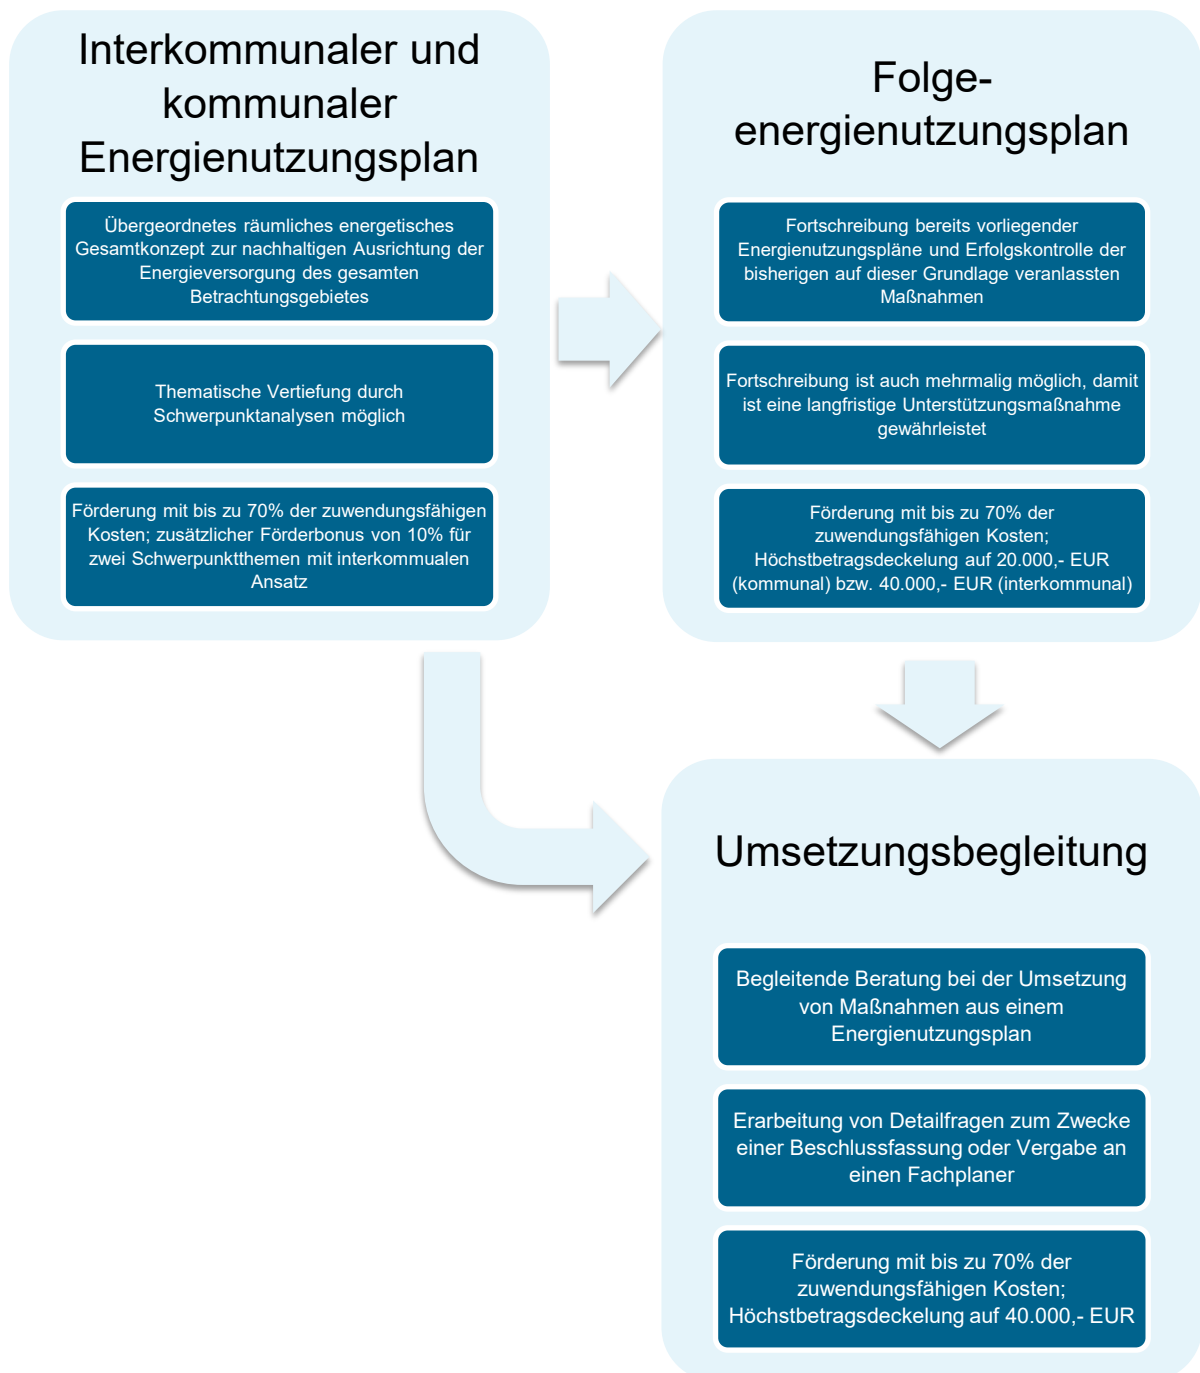 Interkommunaler und
kommunaler
Energienutzungsplan
Übergeordnetes räumliches energetisches
Gesamtkonzept zur nachhaltigen Ausrichtung der
Energieversorgung des gesamten
Betrachtungsgebietes
Thematische Vertiefung durch
Schwerpunktanalysen möglich
Förderung mit bis zu 70% der zuwendungsfähigen
Kosten; zusätzlicher Förderbonus von 10% für
zwei Schwerpunktthemen mit interkommualen
Ansatz
Folge-
energienutzungsplan
Fortschreibung bereits vorliegender
Energienutzungspläne und Erfolgskontrolle der
bisherigen auf dieser Grundlage veranlassten
Maßnahmen
Fortschreibung ist auch mehrmalig möglich, damit
ist eine langfristige Unterstützungsmaßnahme
gewährleistet
Förderung mit bis zu 70% der
zuwendungsfähigen Kosten;
Höchstbetragsdeckelung auf 20.000,- EUR
(kommunal) bzw. 40.000,- EUR (interkommunal)
Umsetzungsbegleitung
Begleitende Beratung bei der Umsetzung
von Maßnahmen aus einem
Energienutzungsplan
Erarbeitung von Detailfragen zum Zwecke
einer Beschlussfassung oder Vergabe an
einen Fachplaner
Förderung mit bis zu 70% der
zuwendungsfähigen Kosten;
Höchstbetragsdeckelung auf 40.000,- EUR